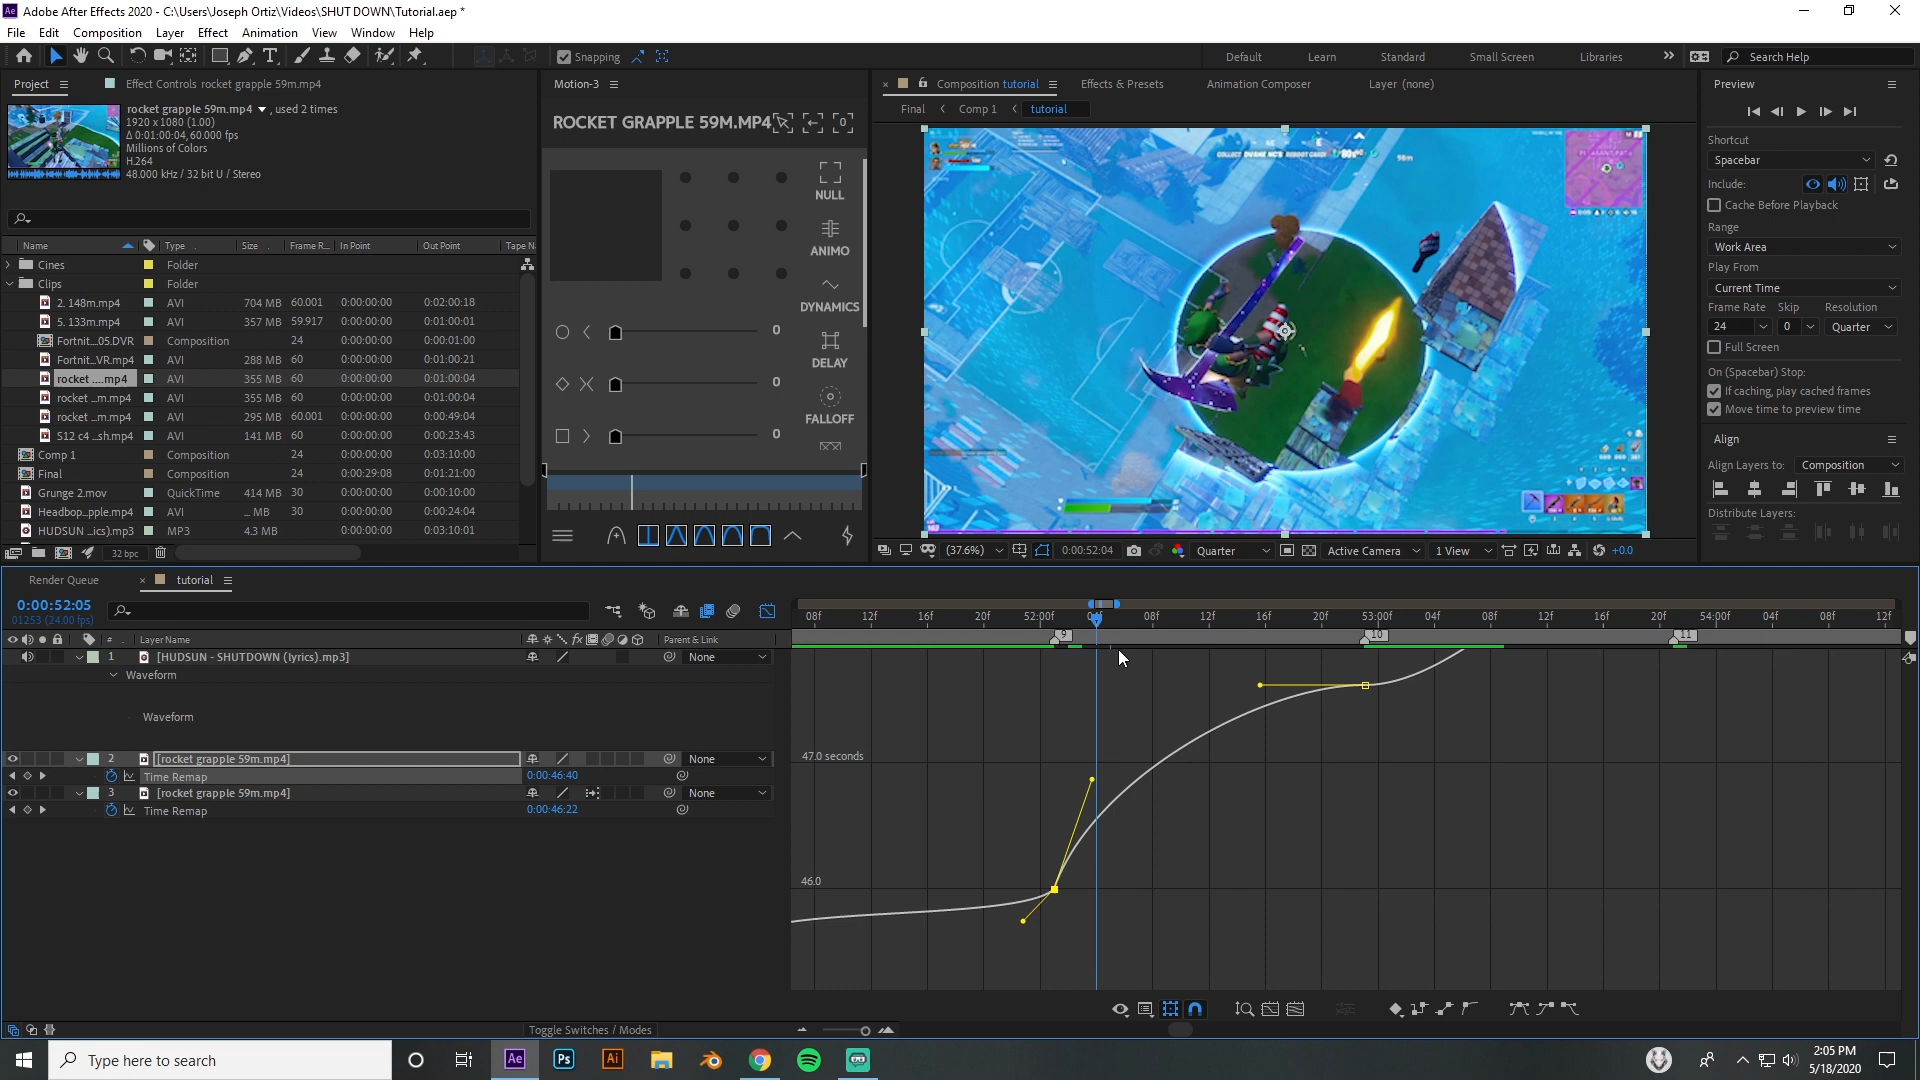 Adobe After Effects 2020 - C:\Users\Joseph Ortiz\Videos\SHUT DOWN\Tutorial.aep *
File Edit Composition Layer Effect Animation View Window Help
Snapping
Default Learn Standard Small Screen Libraries Search Help
Project
Effect Controls rocket grapple 59m.mp4
rocket grapple 59m.mp4 , used 2 times
1920 x 1080 (1.00)
Δ 0:01:00:04, 60.000 fps
Millions of Colors
H.264
48.000 kHz / 32 bit U / Stereo
Name Type Size Frame R... In Point Out Point Tape N
Cines Folder
Clips Folder
2. 148m.mp4 AVI 704 MB 60.001 0:00:00:00 0:02:00:18
5. 133m.mp4 AVI 357 MB 59.917 0:00:00:00 0:01:00:01
Fortnit....05.DVR Composition 24 0:00:00:00 0:00:01:00
Fortnit...VR.mp4 AVI 288 MB 60 0:00:00:00 0:01:00:21
rocket ....mp4 AVI 355 MB 60 0:00:00:00 0:01:00:04
rocket ...m.mp4 AVI 355 MB 60 0:00:00:00 0:01:00:04
rocket ...m.mp4 AVI 295 MB 60.001 0:00:00:00 0:00:49:04
S12 c4 ...sh.mp4 AVI 141 MB 60 0:00:00:00 0:00:23:43
Comp 1 Composition 24 0:00:00:00 0:03:10:00
Final Composition 24 0:00:29:08 0:01:21:00
Grunge 2.mov QuickTime 414 MB 30 0:00:00:00 0:00:10:00
Headbop...pple.mp4 AVI ... MB 30 0:00:00:00 0:00:24:04
HUDSUN ...ics).mp3 MP3 4.3 MB 0:00:00:00 0:03:10:01
32 bpc
Motion-3
ROCKET GRAPPLE 59M.MP4
NULL
ANIMO
DYNAMICS
DELAY
FALLOFF
0
0
0
Composition tutorial
Effects & Presets
Animation Composer
Layer (none)
Final Comp 1 tutorial
(37.6%) 0:00:52:04 Quarter Active Camera 1 View +0.0
Preview
Shortcut
Spacebar
Include:
Cache Before Playback
Range
Work Area
Play From
Current Time
Frame Rate Skip Resolution
24 0 Quarter
Full Screen
On (Spacebar) Stop:
If caching, play cached frames
Move time to preview time
Align
Align Layers to: Composition
Distribute Layers:
Render Queue
tutorial
0:00:52:05
01253 (24.00 fps)
# Layer Name Parent & Link
1 [HUDSUN - SHUTDOWN (lyrics).mp3] None
Waveform
Waveform
2 [rocket grapple 59m.mp4] None
Time Remap 0:00:46:40
3 [rocket grapple 59m.mp4] None
Time Remap 0:00:46:22
08f 12f 16f 20f 52:00f 08f 12f 16f 20f 53:00f 04f 08f 12f 16f 20f 54:00f 04f 08f 12f
9 10 11
47.0 seconds
46.0
Toggle Switches / Modes
Type here to search
2:05 PM
5/18/2020